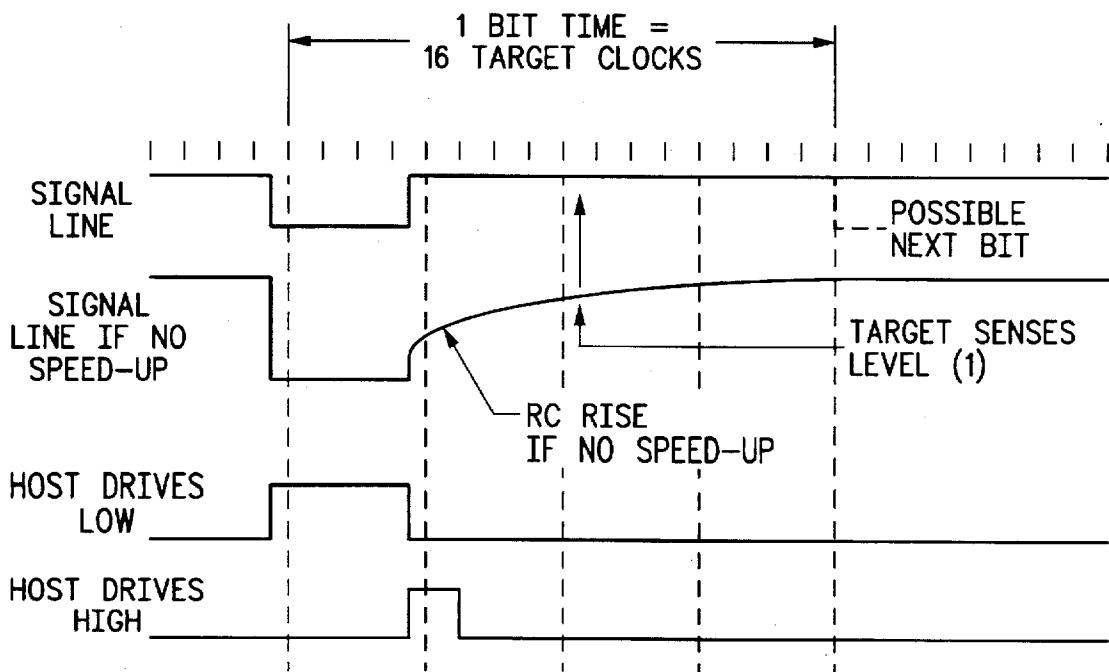 1 BIT TIME =
16 TARGET CLOCKS
SIGNAL
LINE
POSSIBLE
NEXT BIT
SIGNAL
LINE IF NO
SPEED-UP
TARGET SENSES
LEVEL (1)
RC RISE
IF NO SPEED-UP
HOST DRIVES
LOW
HOST DRIVES
HIGH